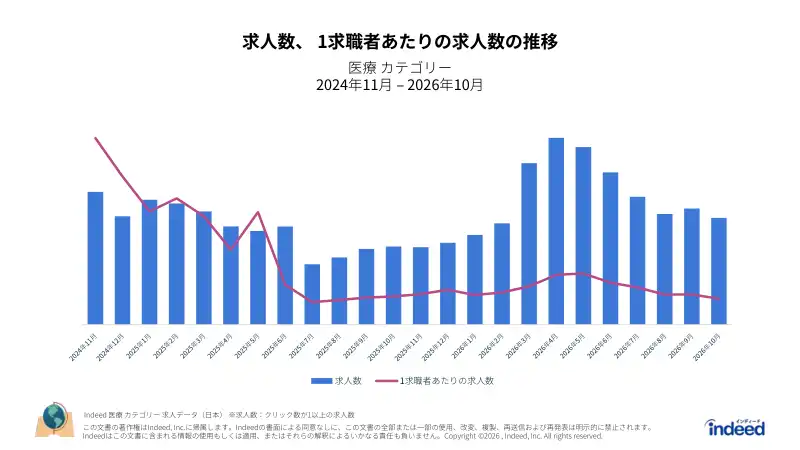 求人数、 1求職者あたりの求人数の推移
医療 カテゴリー
2024年11月 – 2026年10月
2024年11月
2024年12月
2025年1月
2025年2月
2025年3月
2025年4月
2025年5月
2025年6月
2025年7月
2025年8月
2025年9月
2025年10月
2025年11月
2025年12月
2026年1月
2026年2月
2026年3月
2026年4月
2026年5月
2026年6月
2026年7月
2026年8月
2026年9月
2026年10月
求人数
1求職者あたりの求人数
Indeed 医療 カテゴリー 求人データ（日本） ※求人数：クリック数が1以上の求人数
この文書の著作権はIndeed, Inc.に帰属します。Indeedの書面による同意なしに、この文書の全部または一部の使用、改変、複製、再送信および再発表は明示的に禁止されます。
Indeedはこの文書に含まれる情報の使用もしくは適用、またはそれらの解釈によるいかなる責任も負いません。Copyright ©2026 , Indeed, Inc. All rights reserved.
インディード
indeed